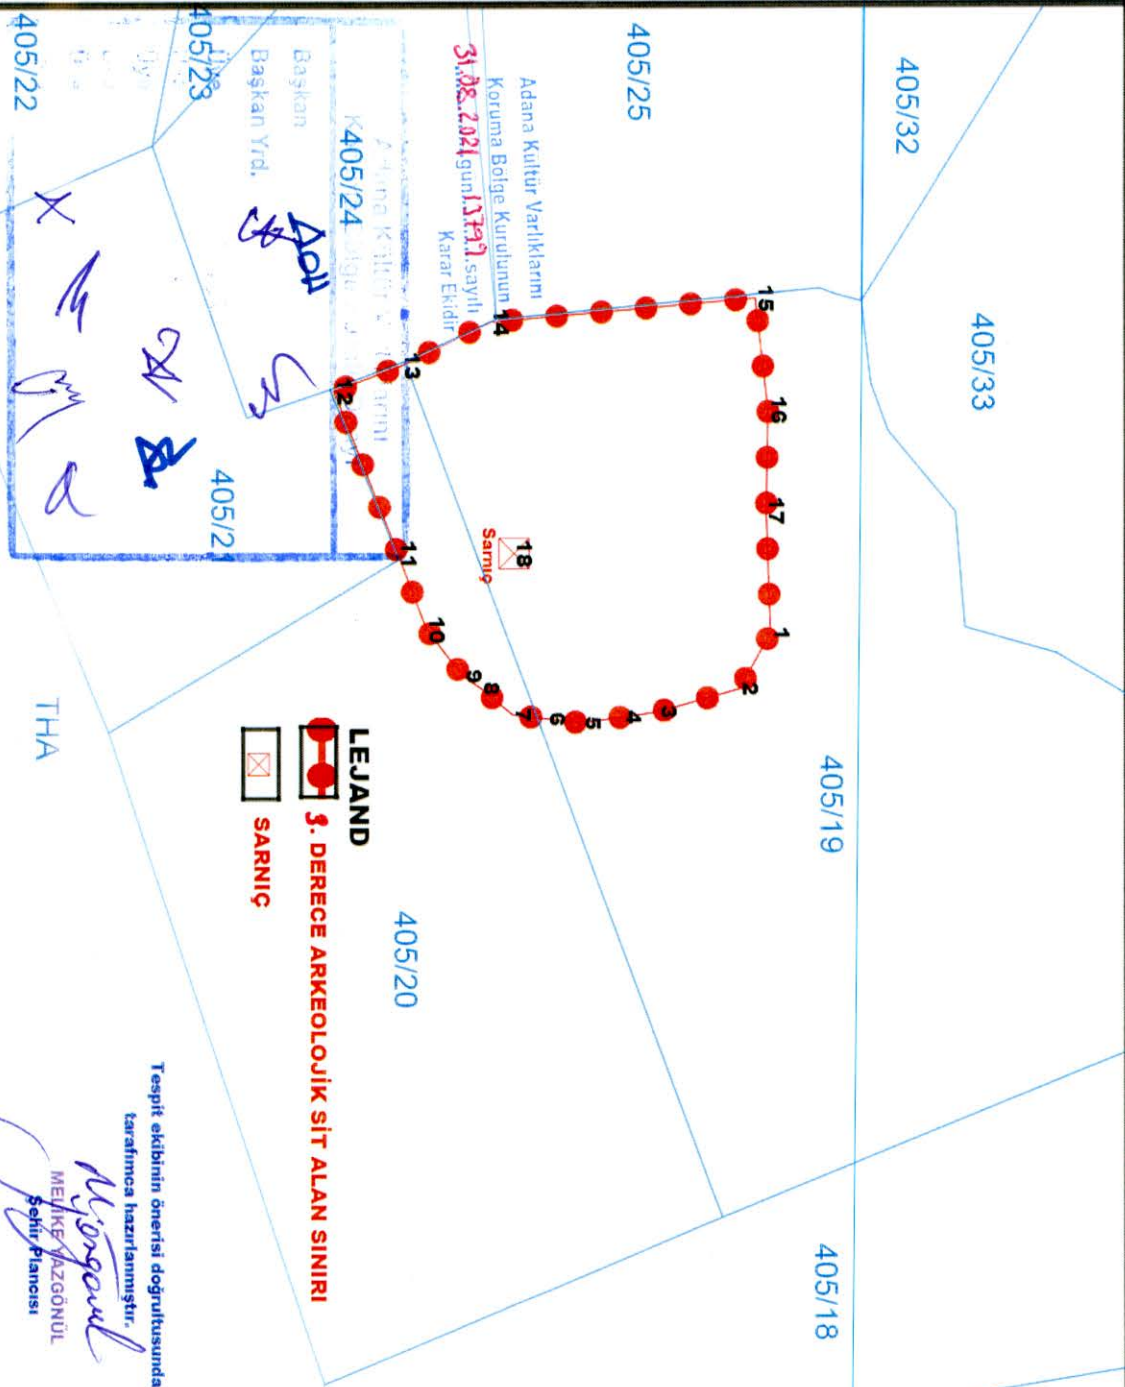 405/32
405/33
405/25
405/19
405/18
Adana Kültür Varlıklarını
Koruma Bölge Kurulunun
31.08.2021 gün 13799 sayılı
Karar Ekidir
15
16
17
1
2
3
4
5
6
7
8
9
10
11
12
13
14
18
Sarnıç
405/24
405/23
405/22
405/21
405/20
THA
Başkan
Başkan Yrd.
LEJAND
3. DERECE ARKEOLOJİK SİT ALAN SINIRI
SARNIÇ
Tespit ekibinin önerisi doğrultusunda
tarafımca hazırlanmıştır.
MELİKE YAZGÖNÜL
Şehir Plancısı